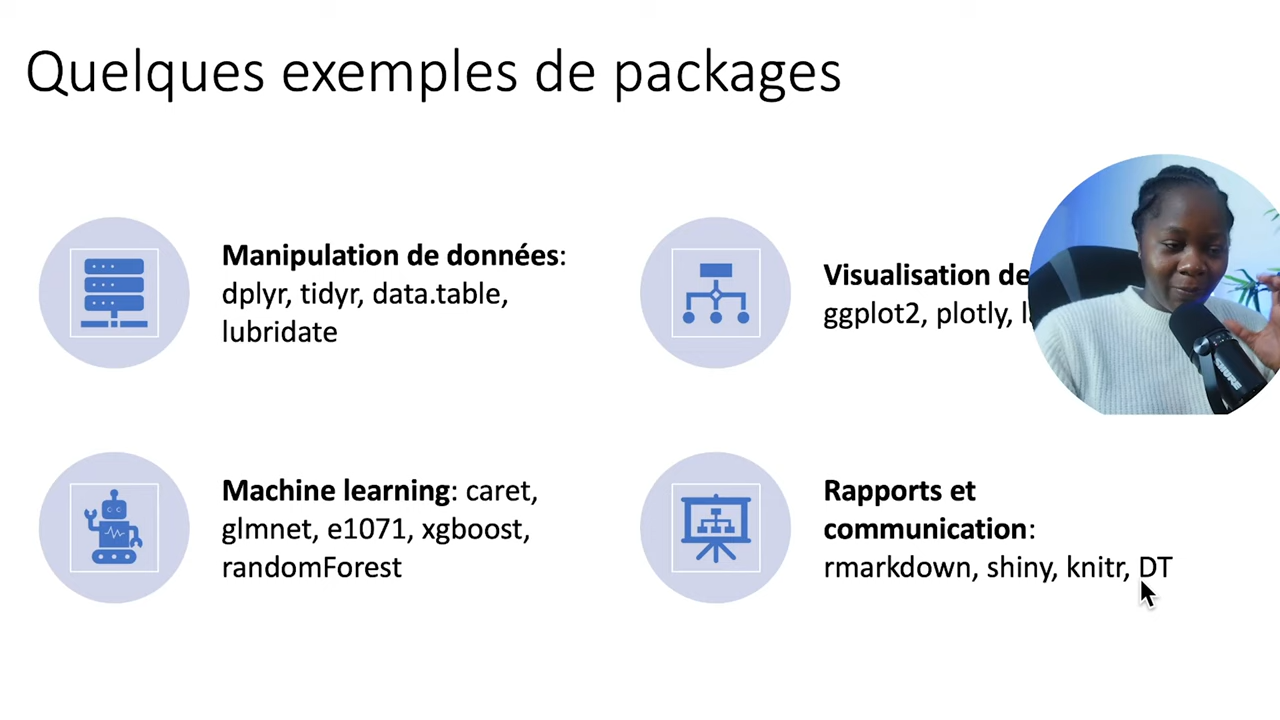 Quelques exemples de packages
Manipulation de données:
dplyr, tidyr, data.table,
lubridate
Visualisation de
ggplot2, plotly,
Machine learning: caret,
glmnet, e1071, xgboost,
randomForest
Rapports et
communication:
rmarkdown, shiny, knitr, DT
SHURE